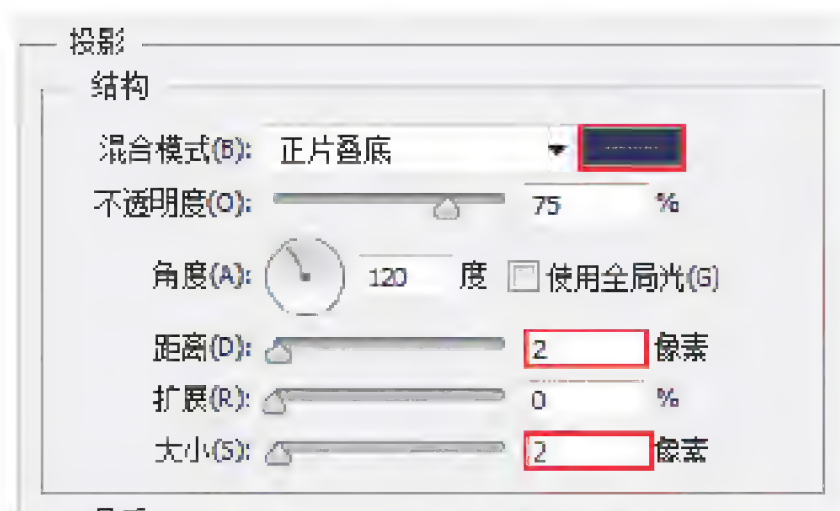 投影
结构
混合模式(B): 正片叠底
不透明度(O): 75 %
角度(A): 120 度 使用全局光(G)
距离(D): 2 像素
扩展(R): 0 %
大小(S): 2 像素